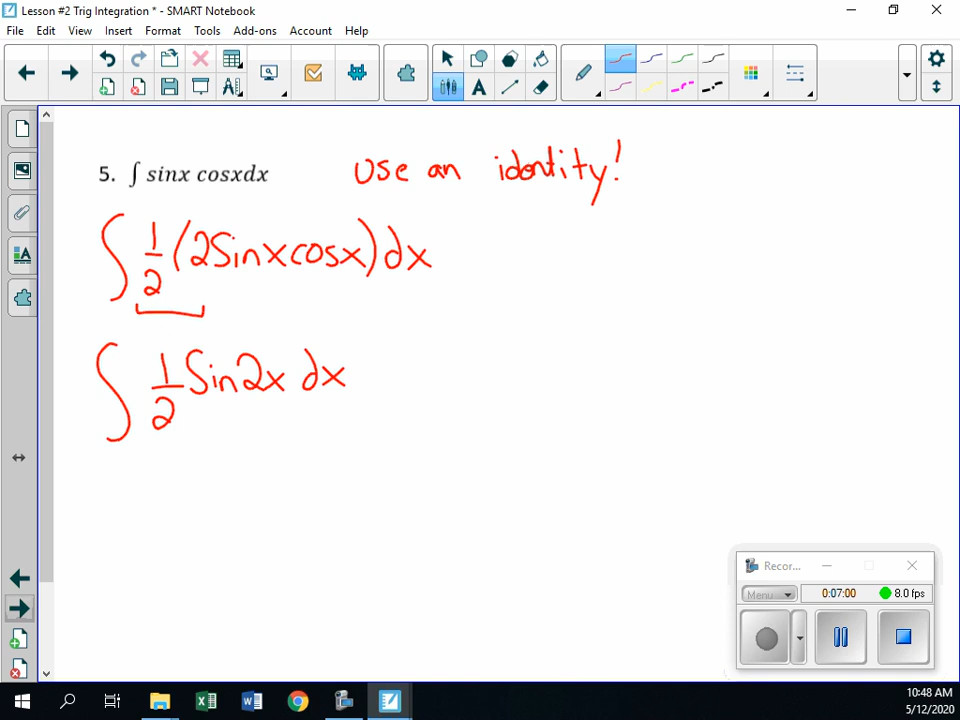 Lesson #2 Trig Integration * - SMART Notebook
File Edit View Insert Format Tools Add-ons Account Help
5. ∫ sinx cosxdx
Use an identity!
∫ 1/2 (2Sinxcosx) dx
∫ 1/2 Sin2x dx
Recor...
Menu 0:07:00 8.0 fps
10:48 AM
5/12/2020